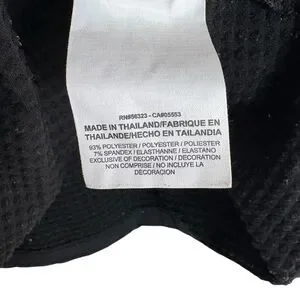 RN#56323 - CA#05553
MADE IN THAILAND/FABRIQUE EN
THAILANDE/HECHO EN TAILANDIA
93% POLYESTER / POLYESTER / POLIESTER
7% SPANDEX / ELASTHANNE / ELASTANO
EXCLUSIVE OF DECORATION / DECORATION
NON COMPRISE / NO INCLUYE LA
DECORACIÓN